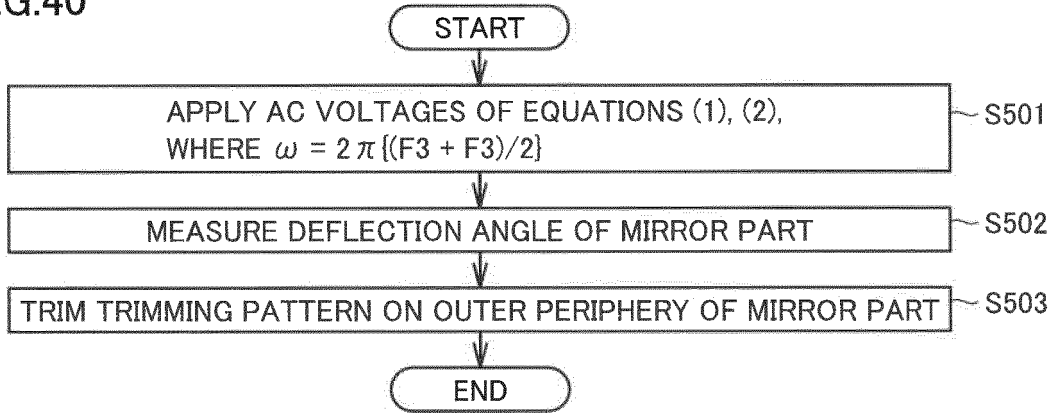 FIG.40
START
APPLY AC VOLTAGES OF EQUATIONS (1), (2),
WHERE ω = 2π{(F3 + F3)/2}
S501
MEASURE DEFLECTION ANGLE OF MIRROR PART
S502
TRIM TRIMMING PATTERN ON OUTER PERIPHERY OF MIRROR PART
S503
END